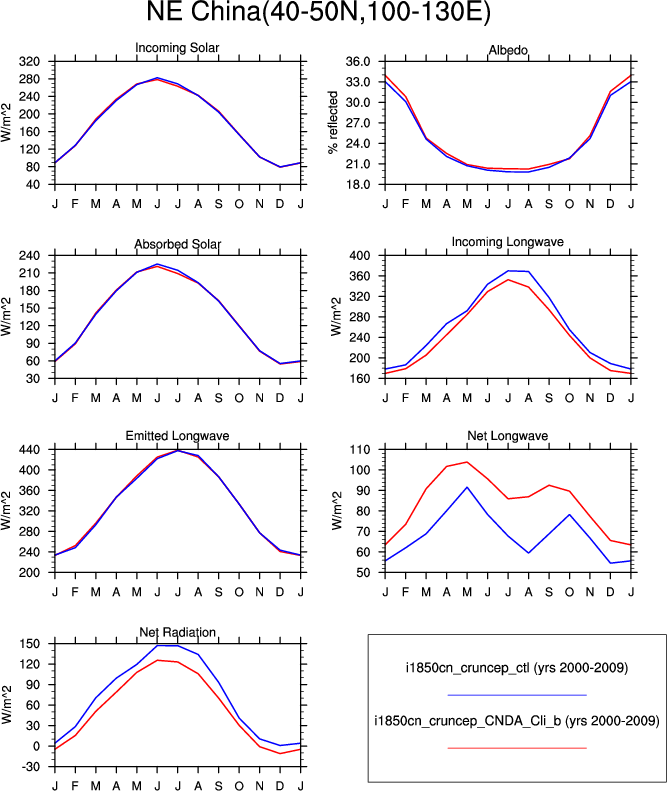 NE China(40-50N,100-130E)
Incoming Solar
W/m^2
320
280
240
200
160
120
80
40
J F M A M J J A S O N D J
Albedo
% reflected
36.0
33.0
30.0
27.0
24.0
21.0
18.0
J F M A M J J A S O N D J
Absorbed Solar
W/m^2
240
210
180
150
120
90
60
30
J F M A M J J A S O N D J
Incoming Longwave
W/m^2
400
360
320
280
240
200
160
J F M A M J J A S O N D J
Emitted Longwave
W/m^2
440
400
360
320
280
240
200
J F M A M J J A S O N D J
Net Longwave
W/m^2
110
100
90
80
70
60
50
J F M A M J J A S O N D J
Net Radiation
W/m^2
150
120
90
60
30
0
-30
J F M A M J J A S O N D J
i1850cn_cruncep_ctl (yrs 2000-2009)
i1850cn_cruncep_CNDA_Cli_b (yrs 2000-2009)